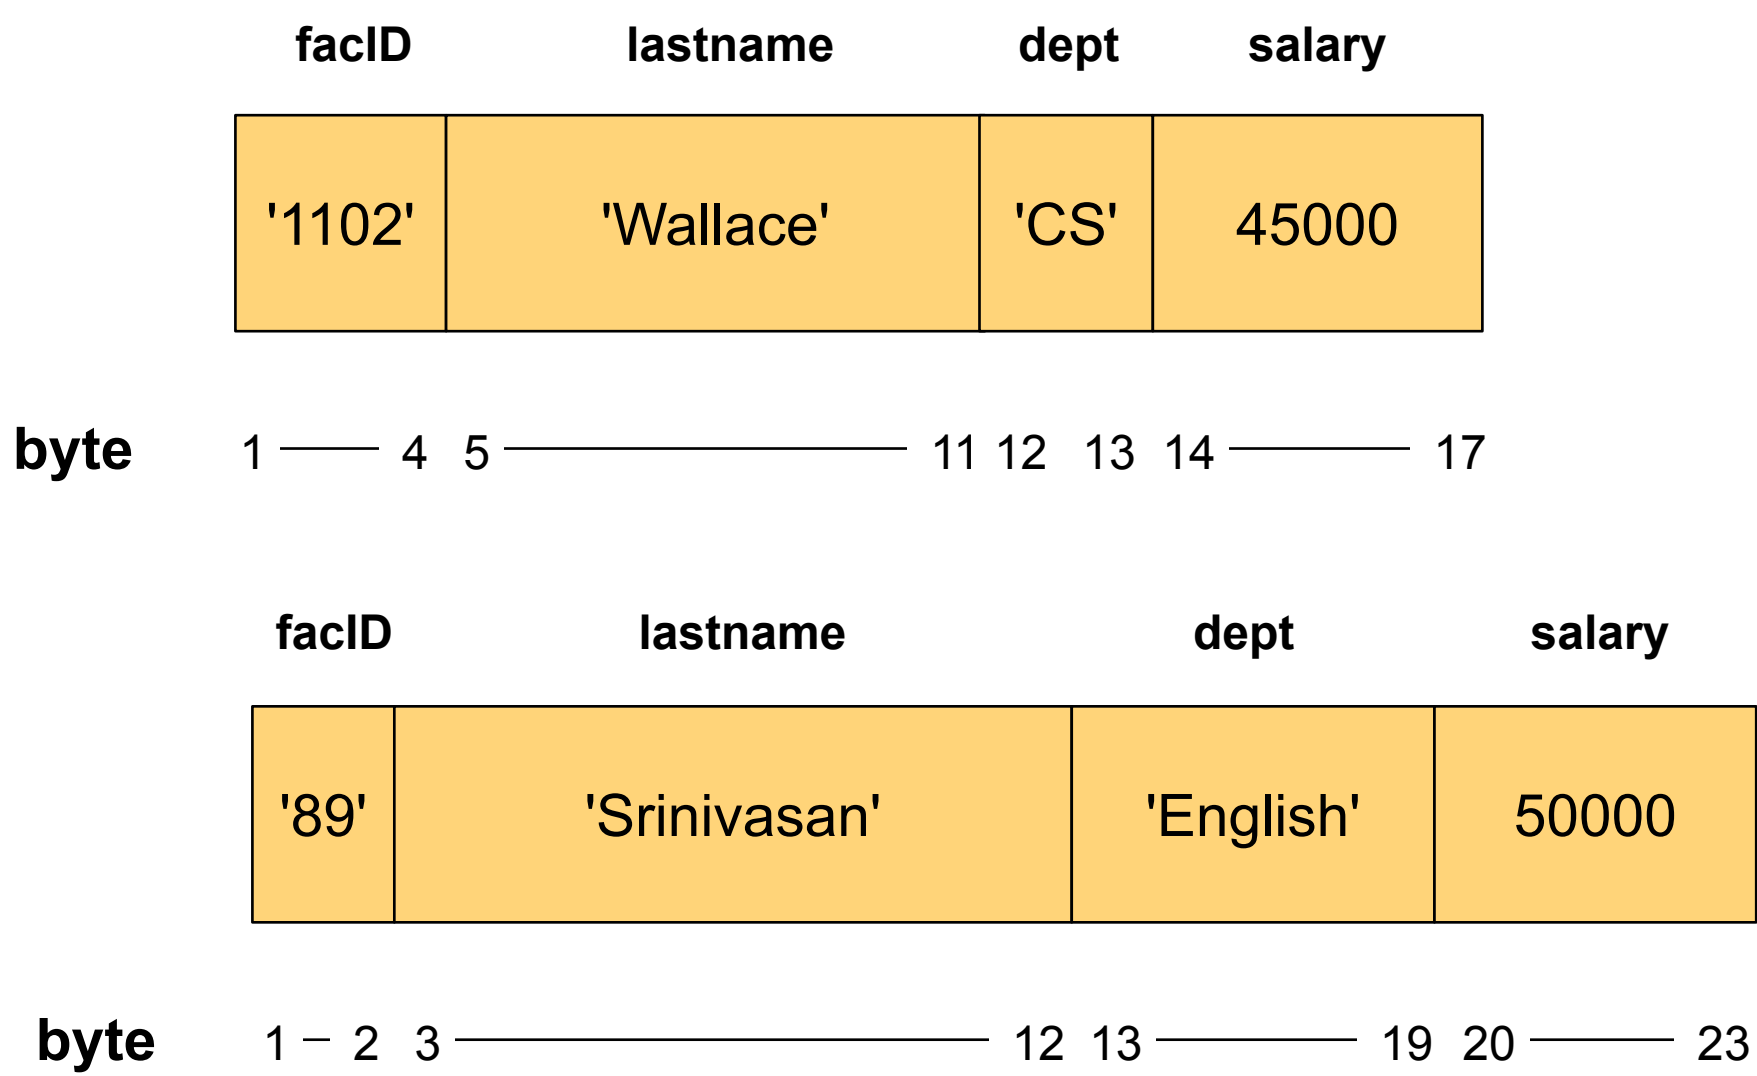 facID lastname dept salary
'1102' 'Wallace' 'CS' 45000
byte 1 4 5 11 12 13 14 17
facID lastname dept salary
'89' 'Srinivasan' 'English' 50000
byte 1 2 3 12 13 19 20 23